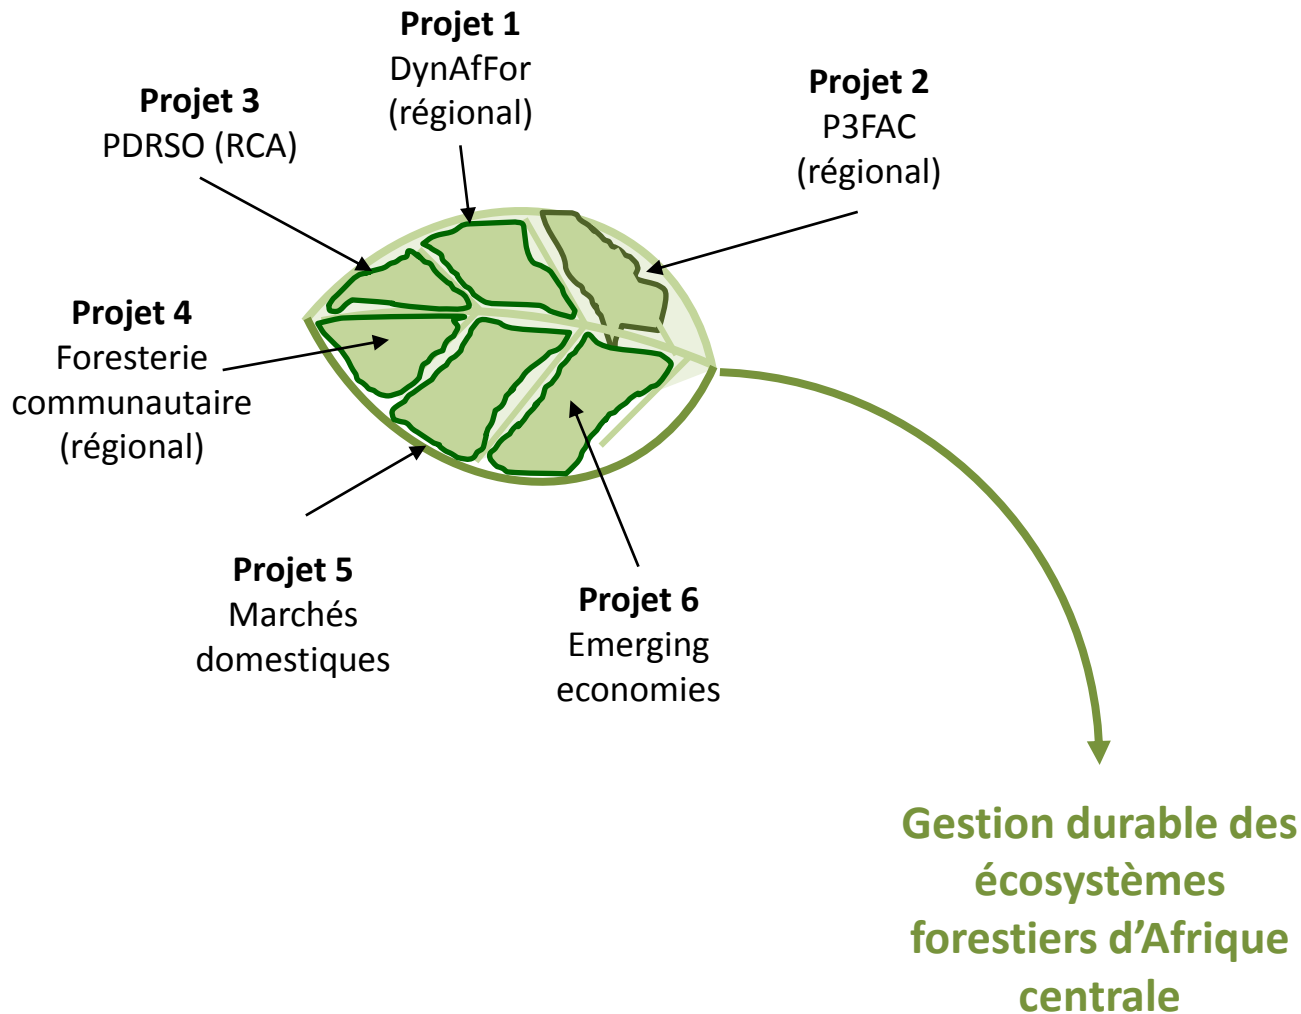 Projet 1
DynAfFor
(régional)
Projet 2
P3FAC
(régional)
Projet 3
PDRSO (RCA)
Projet 4
Foresterie
communautaire
(régional)
Projet 5
Marchés
domestiques
Projet 6
Emerging
economies
Gestion durable des
écosystèmes
forestiers d’Afrique
centrale